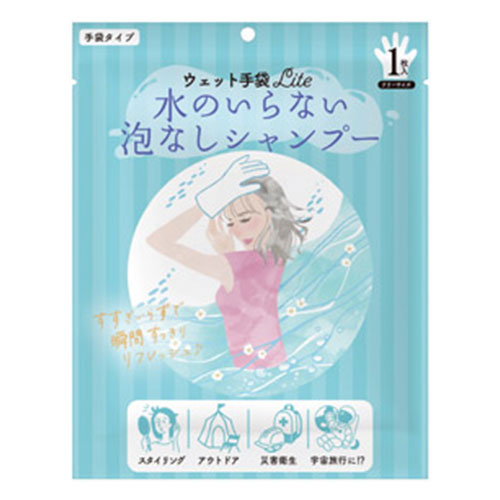 手袋タイプ
1枚入
フリーサイズ
ウェット手袋Lite
水のいらない
泡なしシャンプー
すすぎいらずで
瞬間すっきり
リフレッシュ♪
スタイリング
アウトドア
災害衛生
宇宙旅行に!?